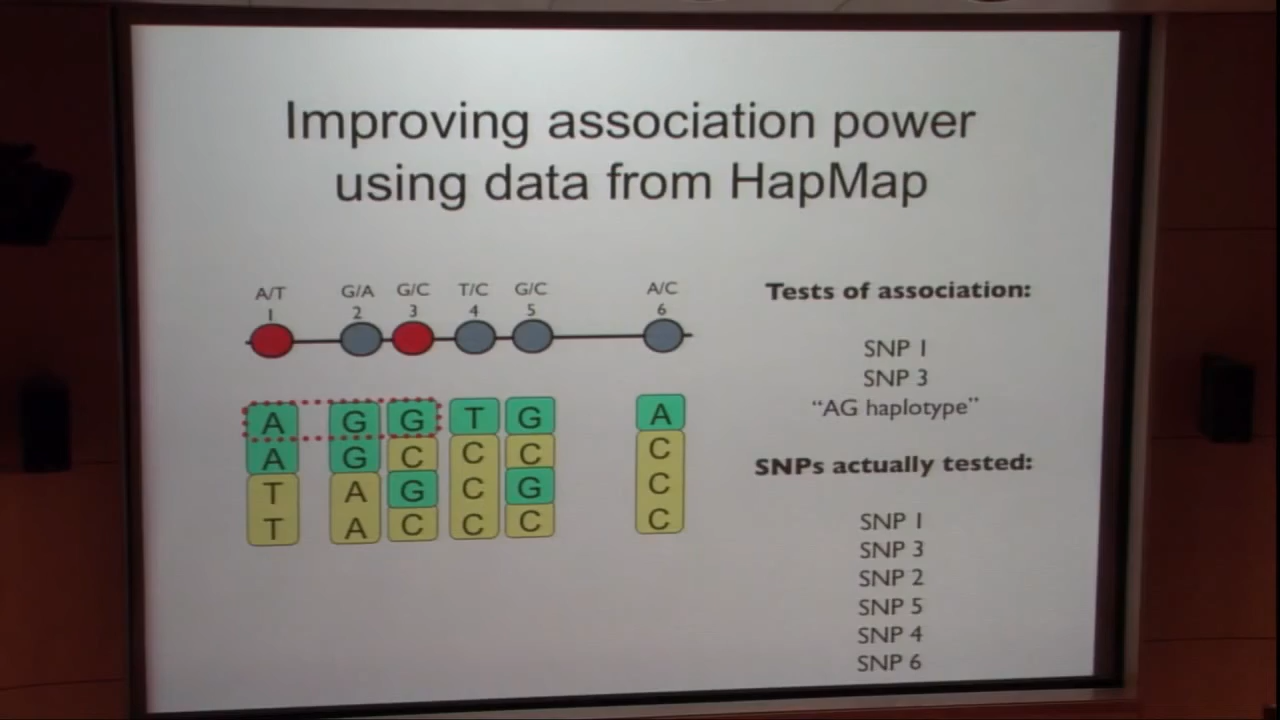 Improving association power
using data from HapMap
A/T G/A G/C T/C G/C A/C
1 2 3 4 5 6
A G G T G A
A G C C C C
T A G C G C
T A C C C C
Tests of association:
SNP 1
SNP 3
“AG haplotype”
SNPs actually tested:
SNP 1
SNP 3
SNP 2
SNP 5
SNP 4
SNP 6